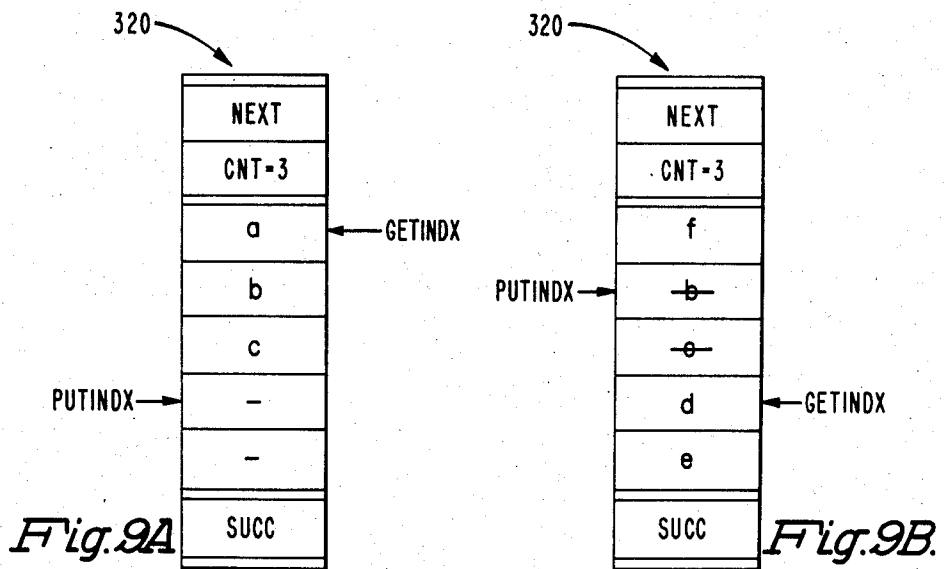 320
NEXT
CNT=3
a
GETINDX
b
c
PUTINDX
-
-
SUCC
Fig.9A
320
NEXT
CNT=3
f
PUTINDX
b
c
d
GETINDX
e
SUCC
Fig.9B.